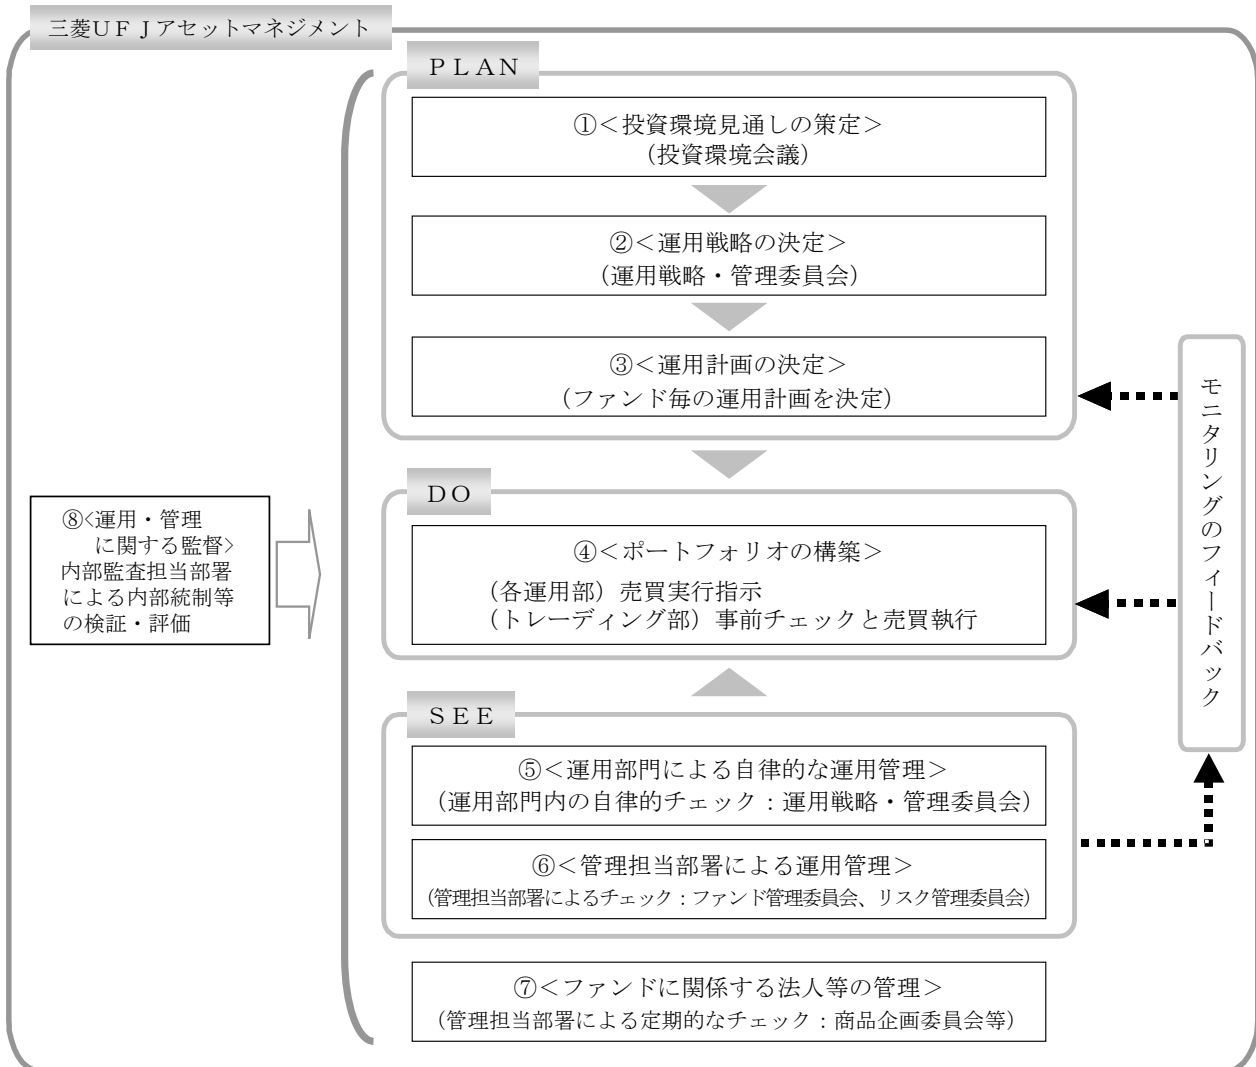 三菱ＵＦＪアセットマネジメント
ＰＬＡＮ
①＜投資環境見通しの策定＞
（投資環境会議）
②＜運用戦略の決定＞
（運用戦略・管理委員会）
③＜運用計画の決定＞
（ファンド毎の運用計画を決定）
ＤＯ
④＜ポートフォリオの構築＞
（各運用部）売買実行指示
（トレーディング部）事前チェックと売買執行
ＳＥＥ
⑤＜運用部門による自律的な運用管理＞
（運用部門内の自律的チェック：運用戦略・管理委員会）
⑥＜管理担当部署による運用管理＞
（管理担当部署によるチェック：ファンド管理委員会、リスク管理委員会）
⑦＜ファンドに関係する法人等の管理＞
（管理担当部署による定期的なチェック：商品企画委員会等）
⑧<運用・管理
に関する監督>
内部監査担当部署
による内部統制等
の検証・評価
モニタリングのフィードバック